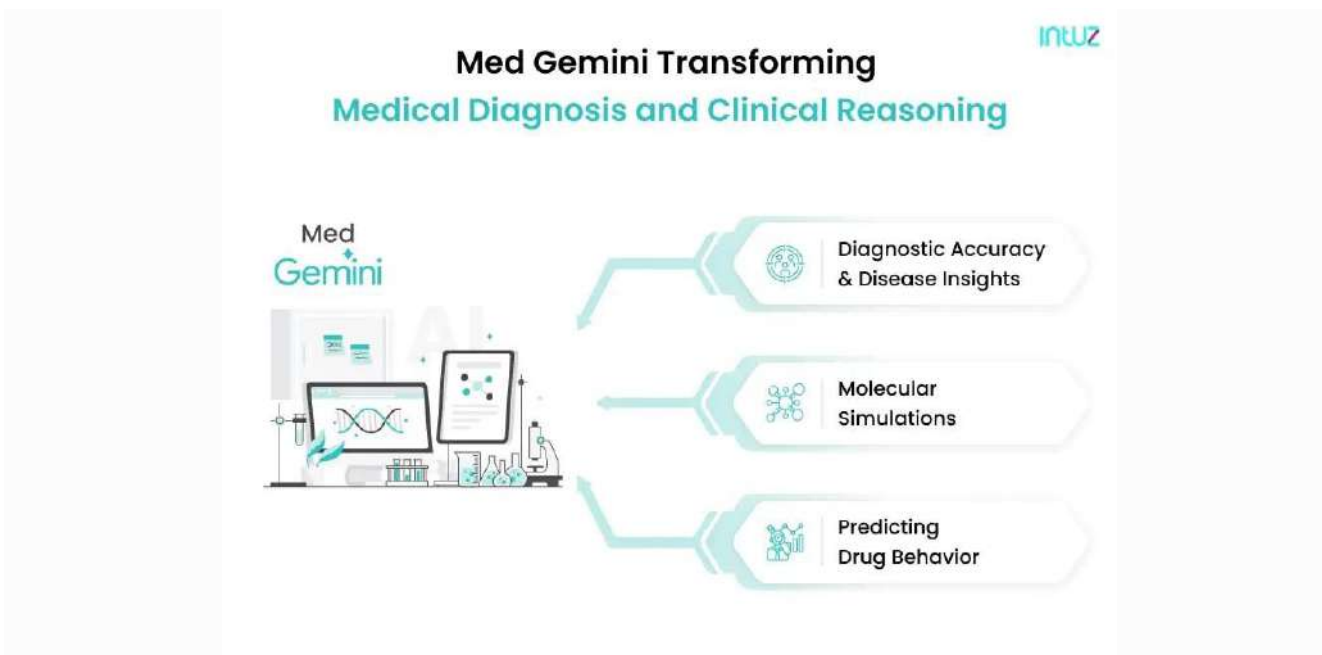 intuz
Med Gemini Transforming
Medical Diagnosis and Clinical Reasoning
Med
Gemini
AI
Diagnostic Accuracy
& Disease Insights
Molecular
Simulations
Predicting
Drug Behavior